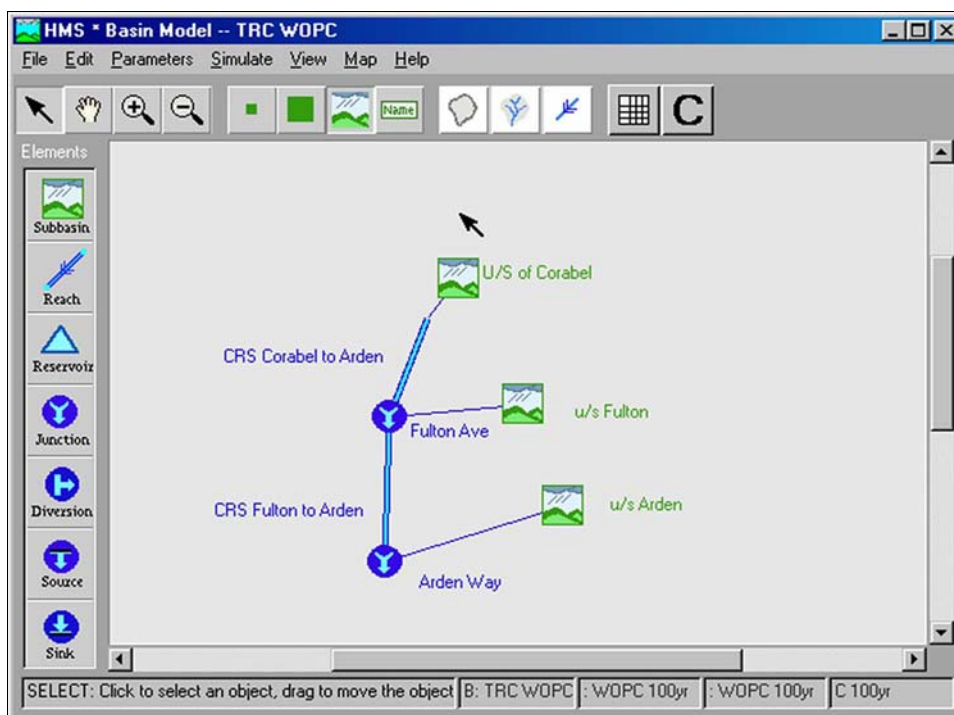 HMS * Basin Model -- TRC WOPC
File Edit Parameters Simulate View Map Help
Name
C
Elements
Subbasin
Reach
Reservoir
Junction
Diversion
Source
Sink
U/S of Corabel
CRS Corabel to Arden
u/s Fulton
Fulton Ave
CRS Fulton to Arden
u/s Arden
Arden Way
SELECT: Click to select an object, drag to move the object
B: TRC WOPC
: WOPC 100yr
: WOPC 100yr
C 100yr